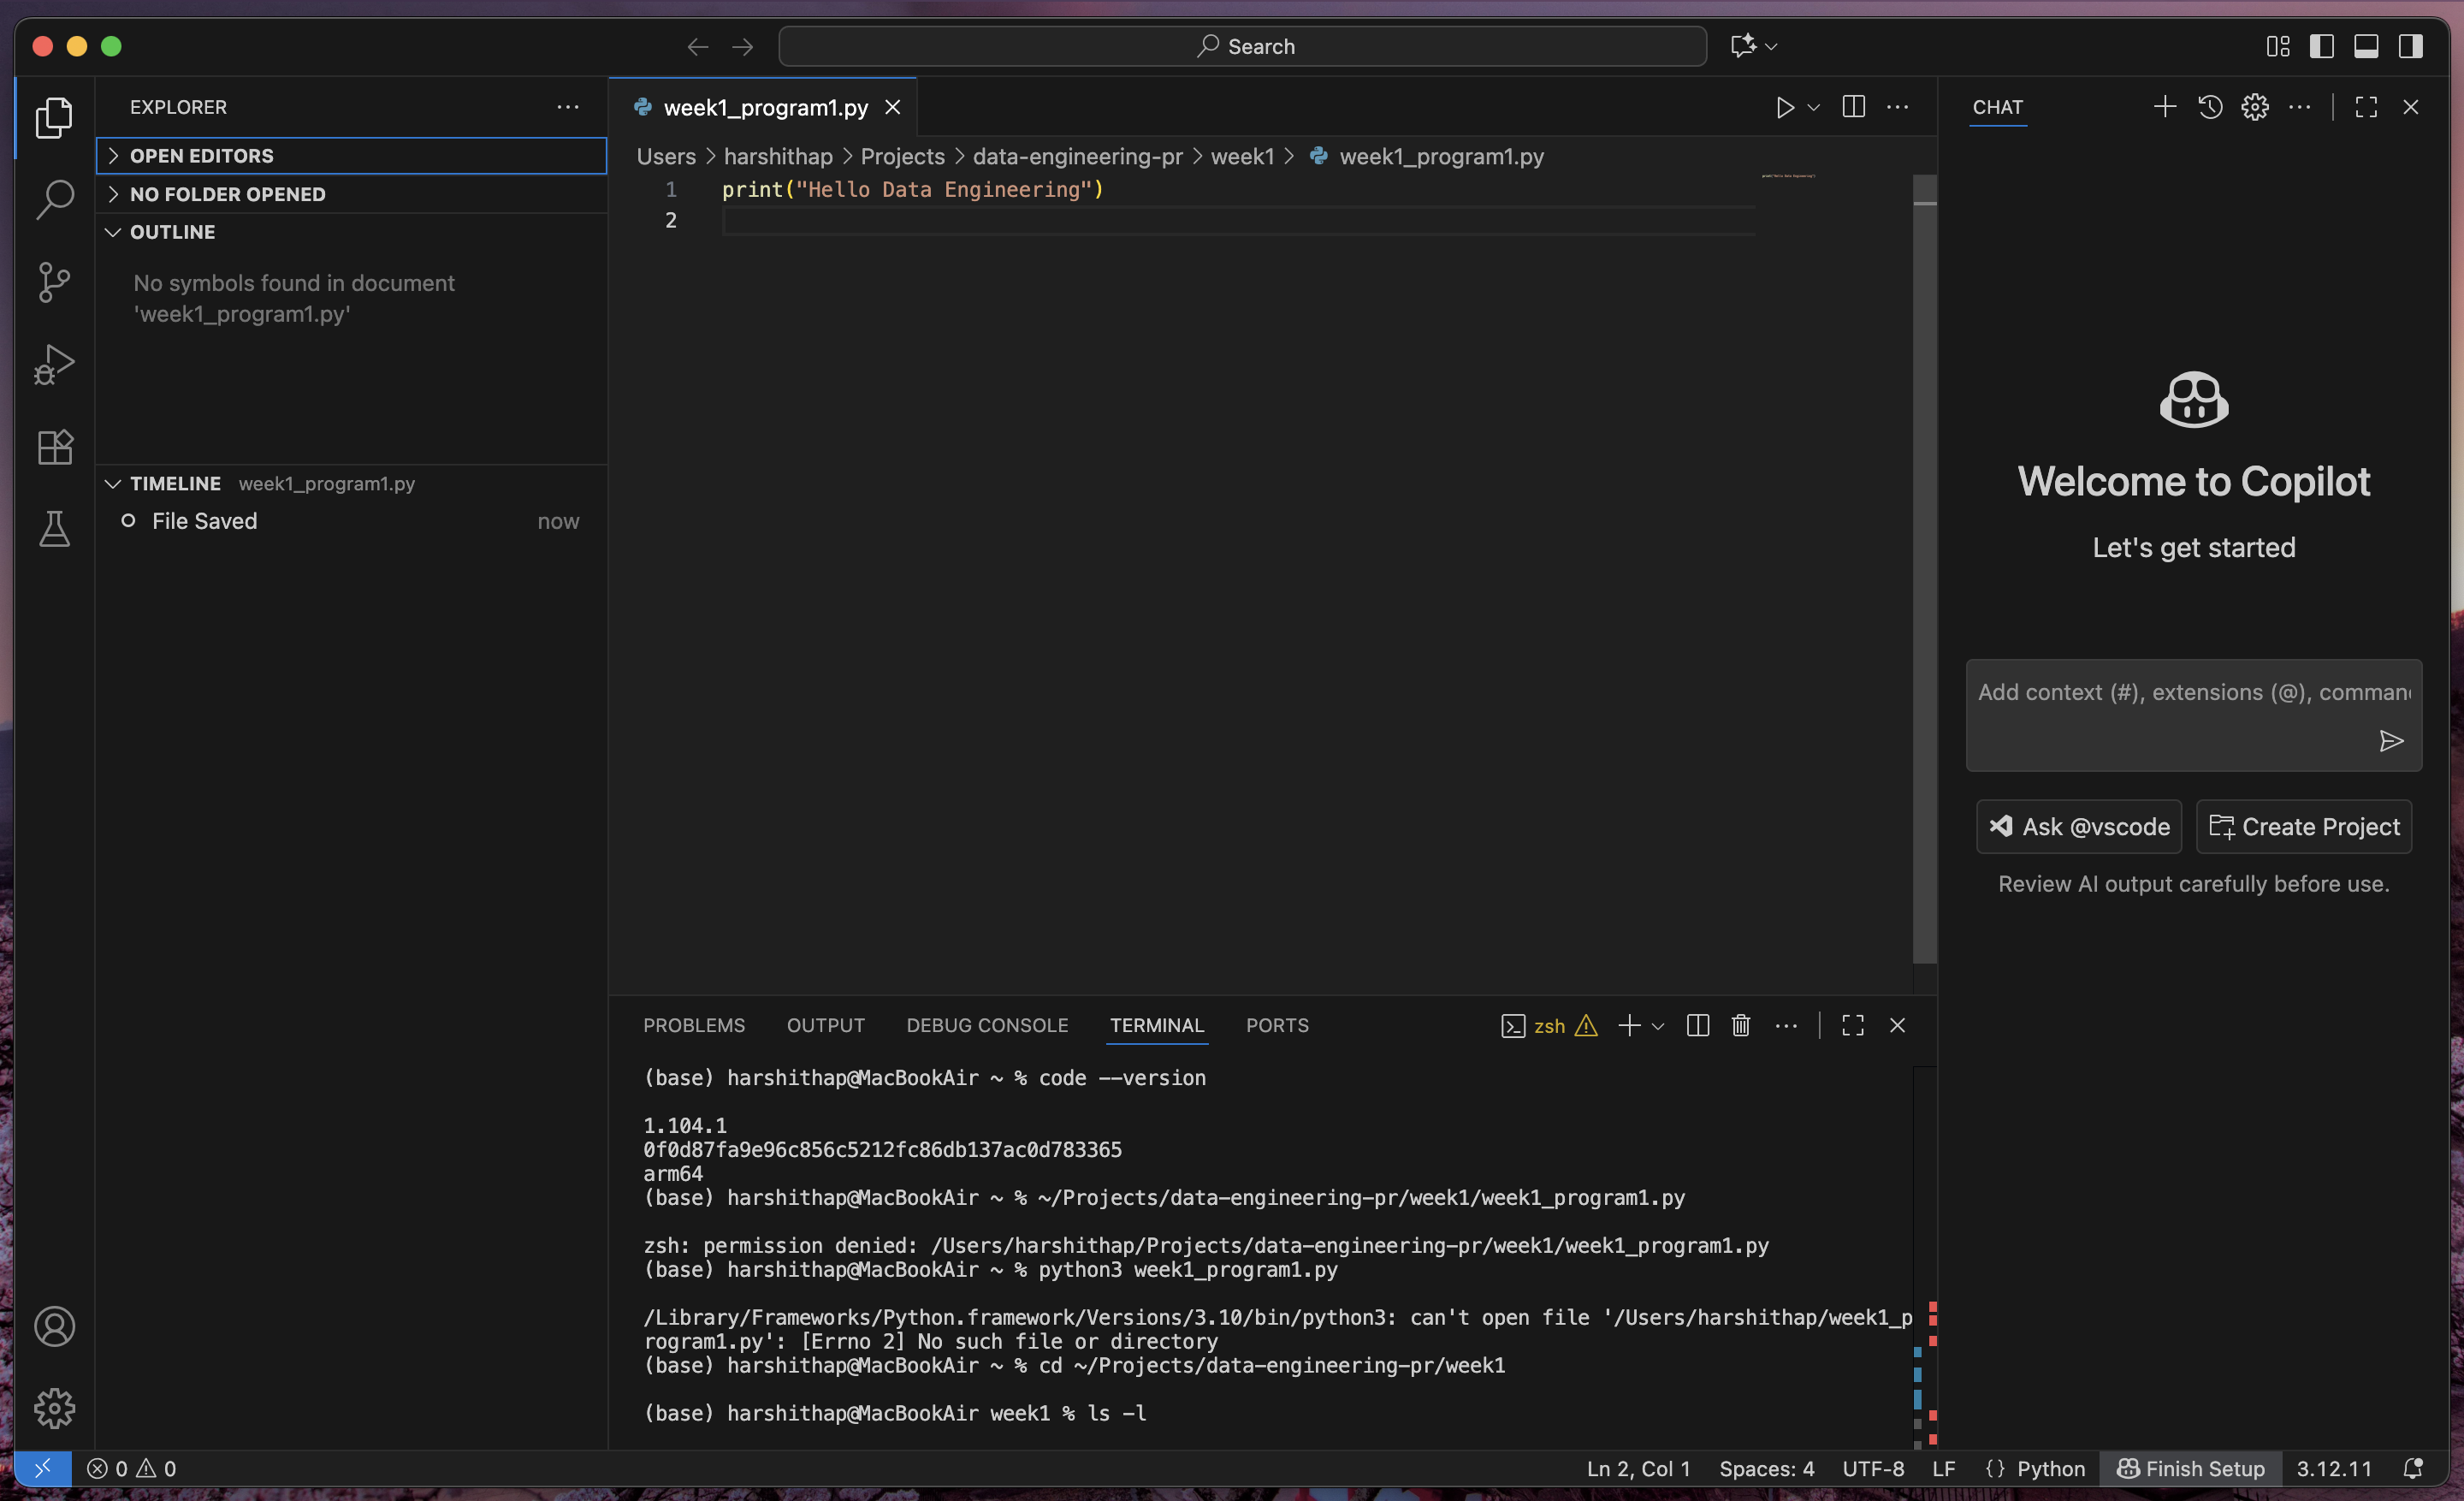 Search
EXPLORER
OPEN EDITORS
NO FOLDER OPENED
OUTLINE
No symbols found in document
'week1_program1.py'
TIMELINE week1_program1.py
File Saved now
week1_program1.py
Users > harshithap > Projects > data-engineering-pr > week1 > week1_program1.py
1 print("Hello Data Engineering")
2
PROBLEMS OUTPUT DEBUG CONSOLE TERMINAL PORTS zsh
(base) harshithap@MacBookAir ~ % code --version
1.104.1
0f0d87fa9e96c856c5212fc86db137ac0d783365
arm64
(base) harshithap@MacBookAir ~ % ~/Projects/data-engineering-pr/week1/week1_program1.py
zsh: permission denied: /Users/harshithap/Projects/data-engineering-pr/week1/week1_program1.py
(base) harshithap@MacBookAir ~ % python3 week1_program1.py
/Library/Frameworks/Python.framework/Versions/3.10/bin/python3: can't open file '/Users/harshithap/week1_p
rogram1.py': [Errno 2] No such file or directory
(base) harshithap@MacBookAir ~ % cd ~/Projects/data-engineering-pr/week1
(base) harshithap@MacBookAir week1 % ls -l
CHAT
Welcome to Copilot
Let's get started
Add context (#), extensions (@), comman
Ask @vscode Create Project
Review AI output carefully before use.
0 0 Ln 2, Col 1 Spaces: 4 UTF-8 LF {} Python Finish Setup 3.12.11